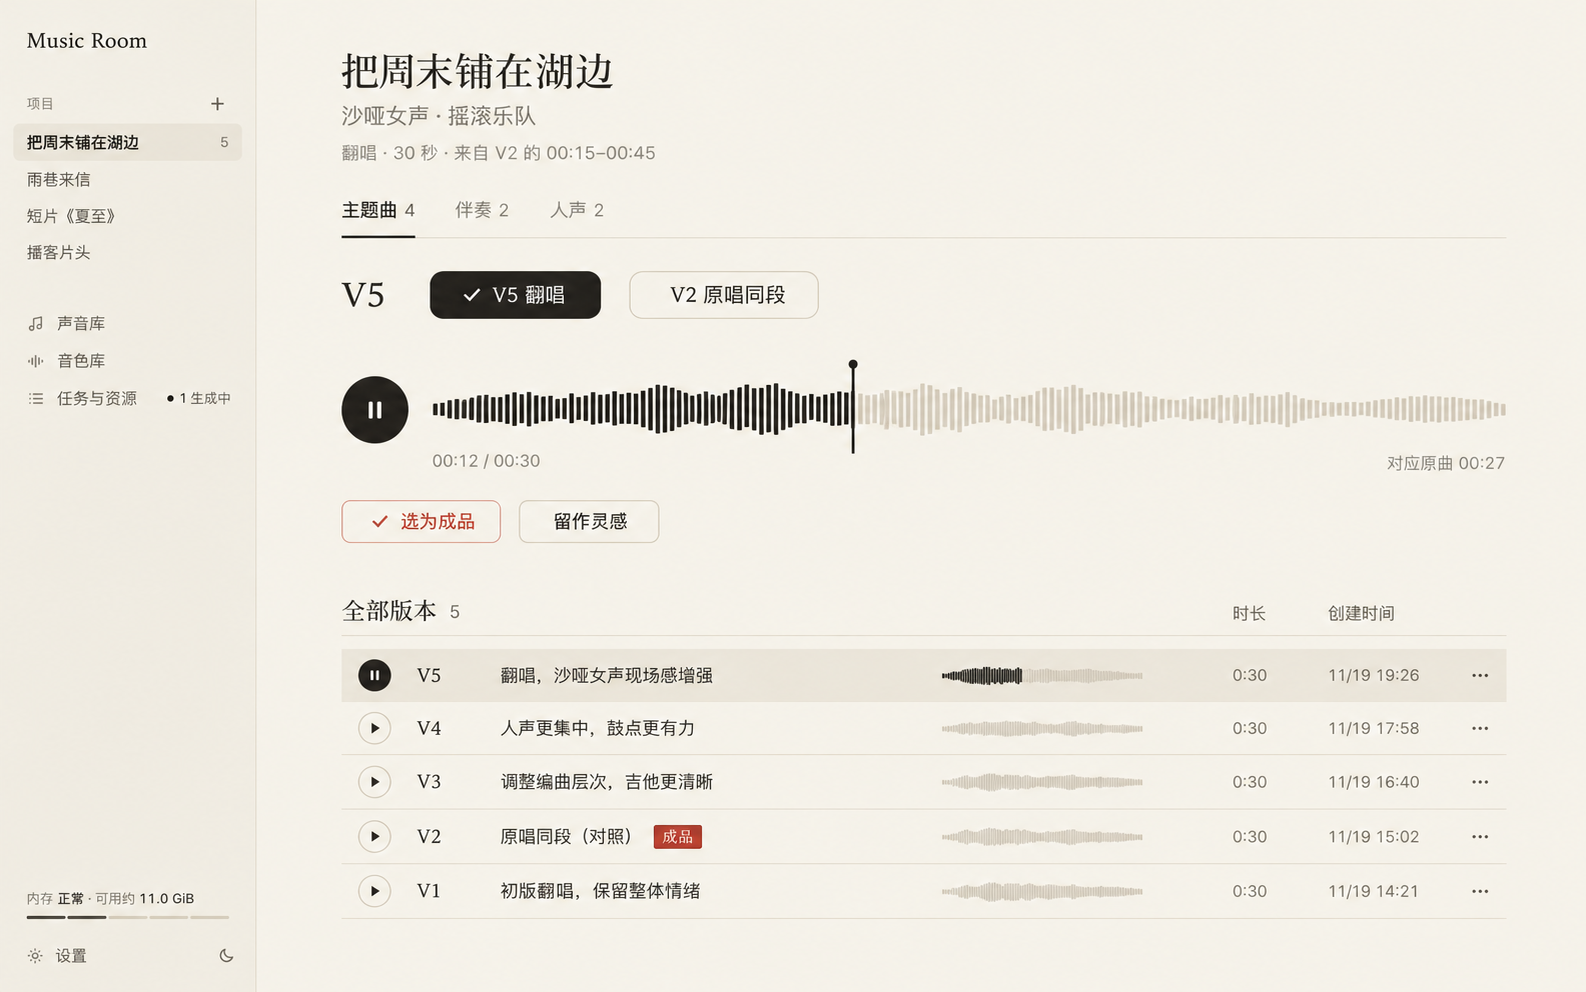 Music Room
项目
把周末铺在湖边 5
雨巷来信
短片《夏至》
播客片头
声音库
音色库
任务与资源 1 生成中
内存 正常 · 可用约 11.0 GiB
设置
把周末铺在湖边
沙哑女声 · 摇滚乐队
翻唱 · 30 秒 · 来自 V2 的 00:15–00:45
主题曲 4 伴奏 2 人声 2
V5 V5 翻唱 V2 原唱同段
00:12 / 00:30 对应原曲 00:27
选为成品 留作灵感
全部版本 5 时长 创建时间
V5 翻唱，沙哑女声现场感增强 0:30 11/19 19:26
V4 人声更集中，鼓点更有力 0:30 11/19 17:58
V3 调整编曲层次，吉他更清晰 0:30 11/19 16:40
V2 原唱同段（对照） 成品 0:30 11/19 15:02
V1 初版翻唱，保留整体情绪 0:30 11/19 14:21